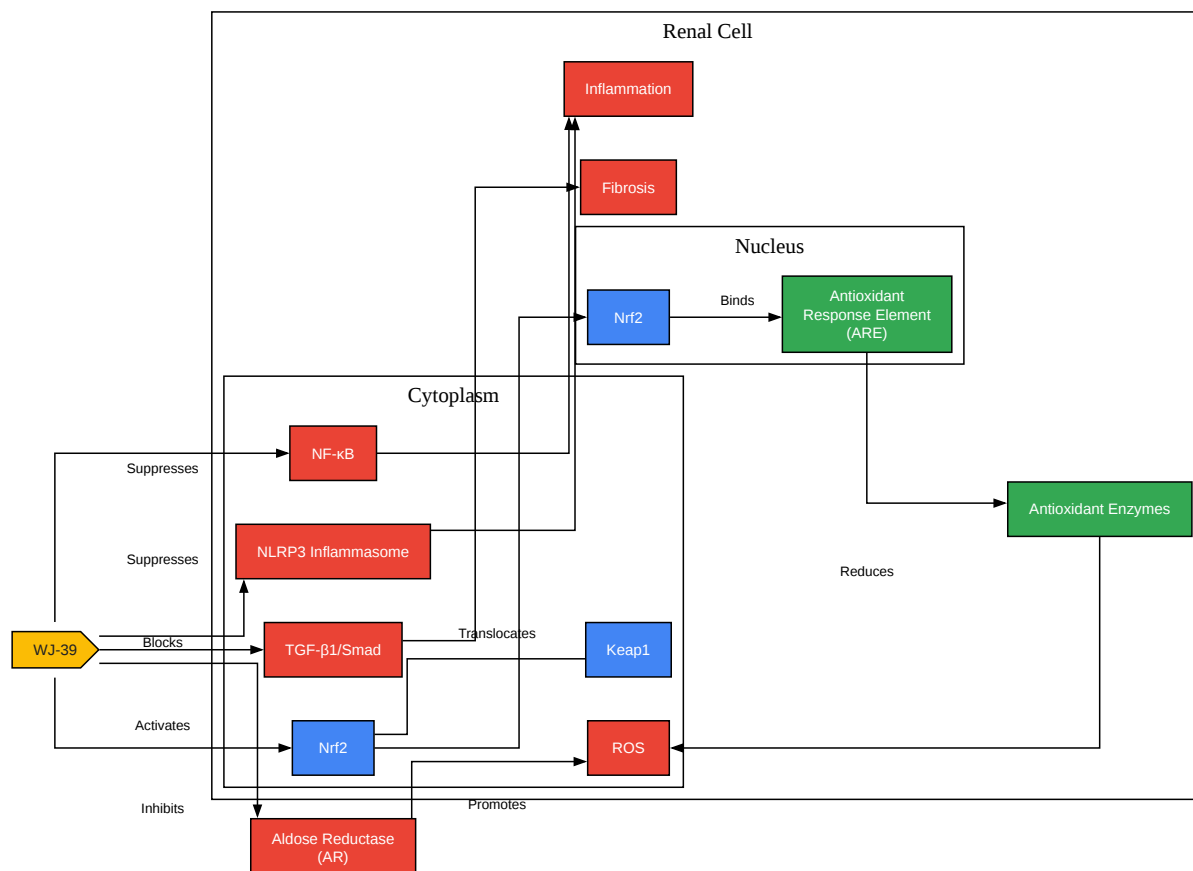 Renal Cell
Inflammation
Fibrosis
Nucleus
Nrf2
Binds
Antioxidant
Response Element
(ARE)
Cytoplasm
NF-κB
Suppresses
Antioxidant Enzymes
NLRP3 Inflammasome
Suppresses
Reduces
WJ-39
Blocks
TGF-β1/Smad
Translocates
Keap1
Activates
Nrf2
ROS
Inhibits
Promotes
Aldose Reductase
(AR)